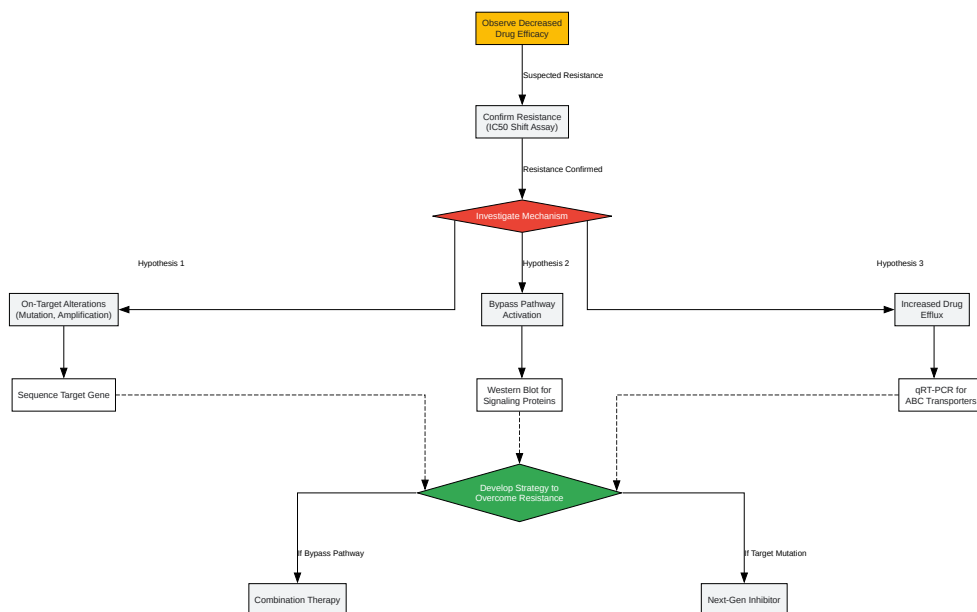 Observe Decreased
Drug Efficacy
Suspected Resistance
Confirm Resistance
(IC50 Shift Assay)
Resistance Confirmed
Investigate Mechanism
Hypothesis 1
Hypothesis 2
Hypothesis 3
On-Target Alterations
(Mutation, Amplification)
Bypass Pathway
Activation
Increased Drug
Efflux
Sequence Target Gene
Western Blot for
Signaling Proteins
qRT-PCR for
ABC Transporters
Develop Strategy to
Overcome Resistance
If Bypass Pathway
If Target Mutation
Combination Therapy
Next-Gen Inhibitor